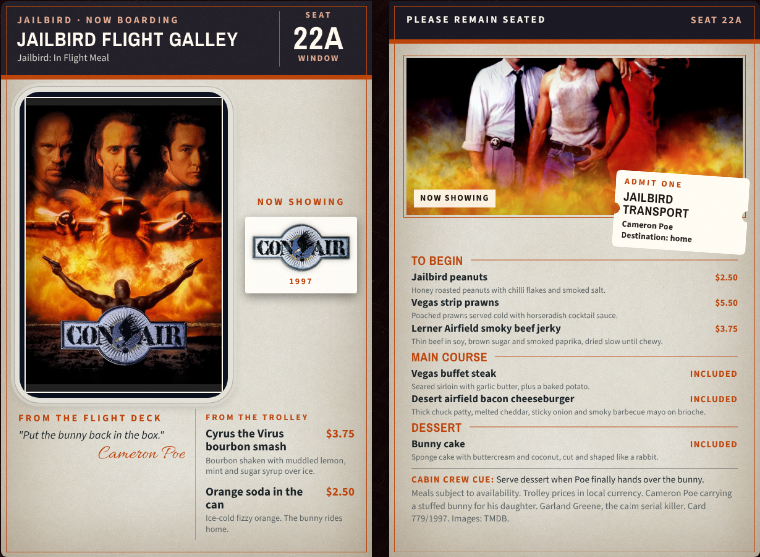 JAILBIRD · NOW BOARDING
JAILBIRD FLIGHT GALLEY
Jailbird: In Flight Meal
SEAT
22A
WINDOW
CON AIR
NOW SHOWING
CON AIR
1997
FROM THE FLIGHT DECK
"Put the bunny back in the box."
Cameron Poe
FROM THE TROLLEY
Cyrus the Virus bourbon smash $3.75
Bourbon shaken with muddled lemon,
mint and sugar syrup over ice.
Orange soda in the can $2.50
Ice-cold fizzy orange. The bunny rides
home.
PLEASE REMAIN SEATED
SEAT 22A
NOW SHOWING
ADMIT ONE
JAILBIRD
TRANSPORT
Cameron Poe
Destination: home
TO BEGIN
Jailbird peanuts $2.50
Honey roasted peanuts with chilli flakes and smoked salt.
Vegas strip prawns $5.50
Poached prawns served cold with horseradish cocktail sauce.
Lerner Airfield smoky beef jerky $3.75
Thin beef in soy, brown sugar and smoked paprika, dried slow until chewy.
MAIN COURSE
Vegas buffet steak INCLUDED
Seared sirloin with garlic butter, plus a baked potato.
Desert airfield bacon cheeseburger INCLUDED
Thick chuck patty, melted cheddar, sticky onion and smoky barbecue mayo on brioche.
DESSERT
Bunny cake INCLUDED
Sponge cake with buttercream and coconut, cut and shaped like a rabbit.
CABIN CREW CUE: Serve dessert when Poe finally hands over the bunny.
Meals subject to availability. Trolley prices in local currency. Cameron Poe carrying
a stuffed bunny for his daughter. Garland Greene, the calm serial killer. Card
779/1997. Images: TMDB.